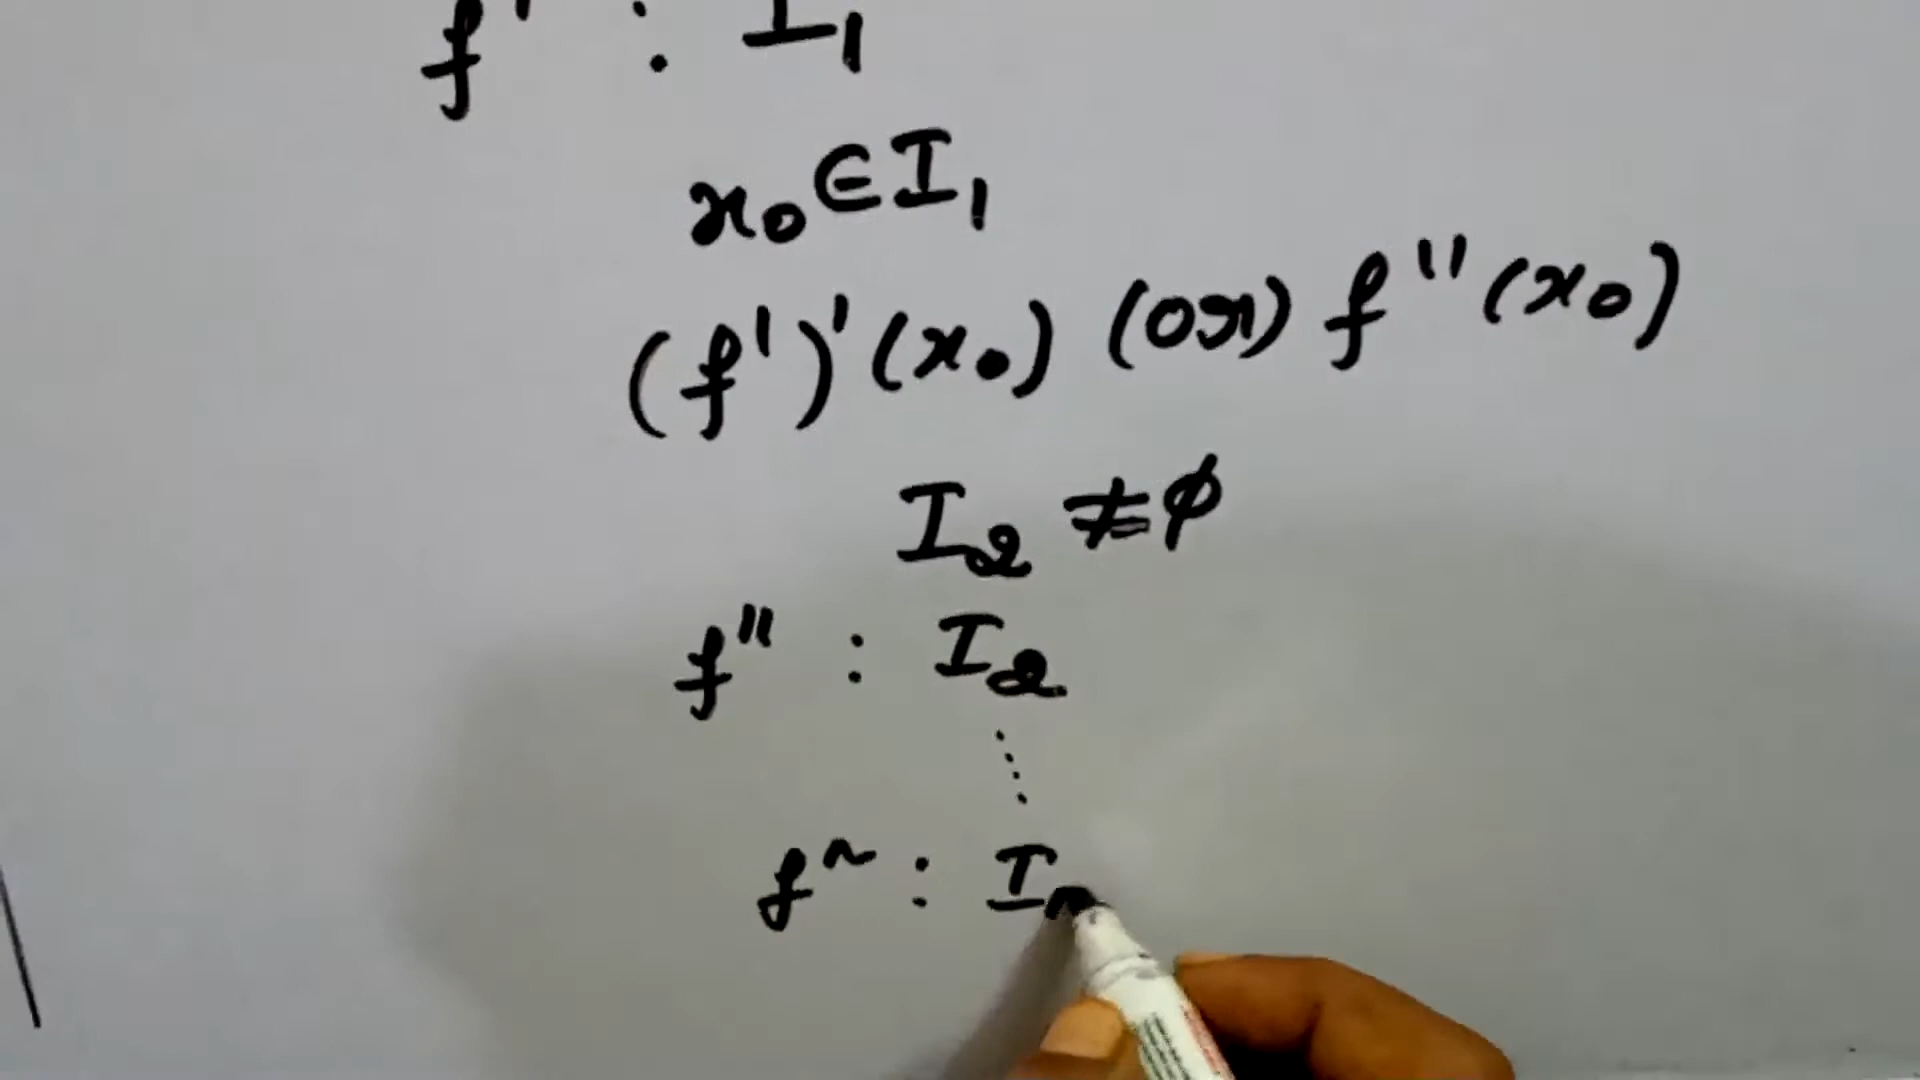 f' : I₁
x₀ ∈ I₁
(f')'(x₀) (or) f''(x₀)
I₂ ≠ ϕ
f'' : I₂
⋮
fⁿ : Iₙ